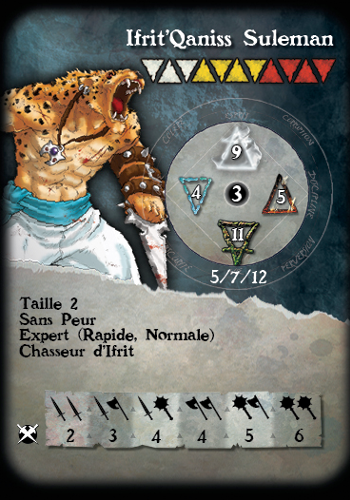 Ifrit'Qaniss Suleman
9
4
3
5
11
5/7/12
Taille 2
Sans Peur
Expert (Rapide, Normale)
Chasseur d'Ifrit
2 3 4 4 5 6